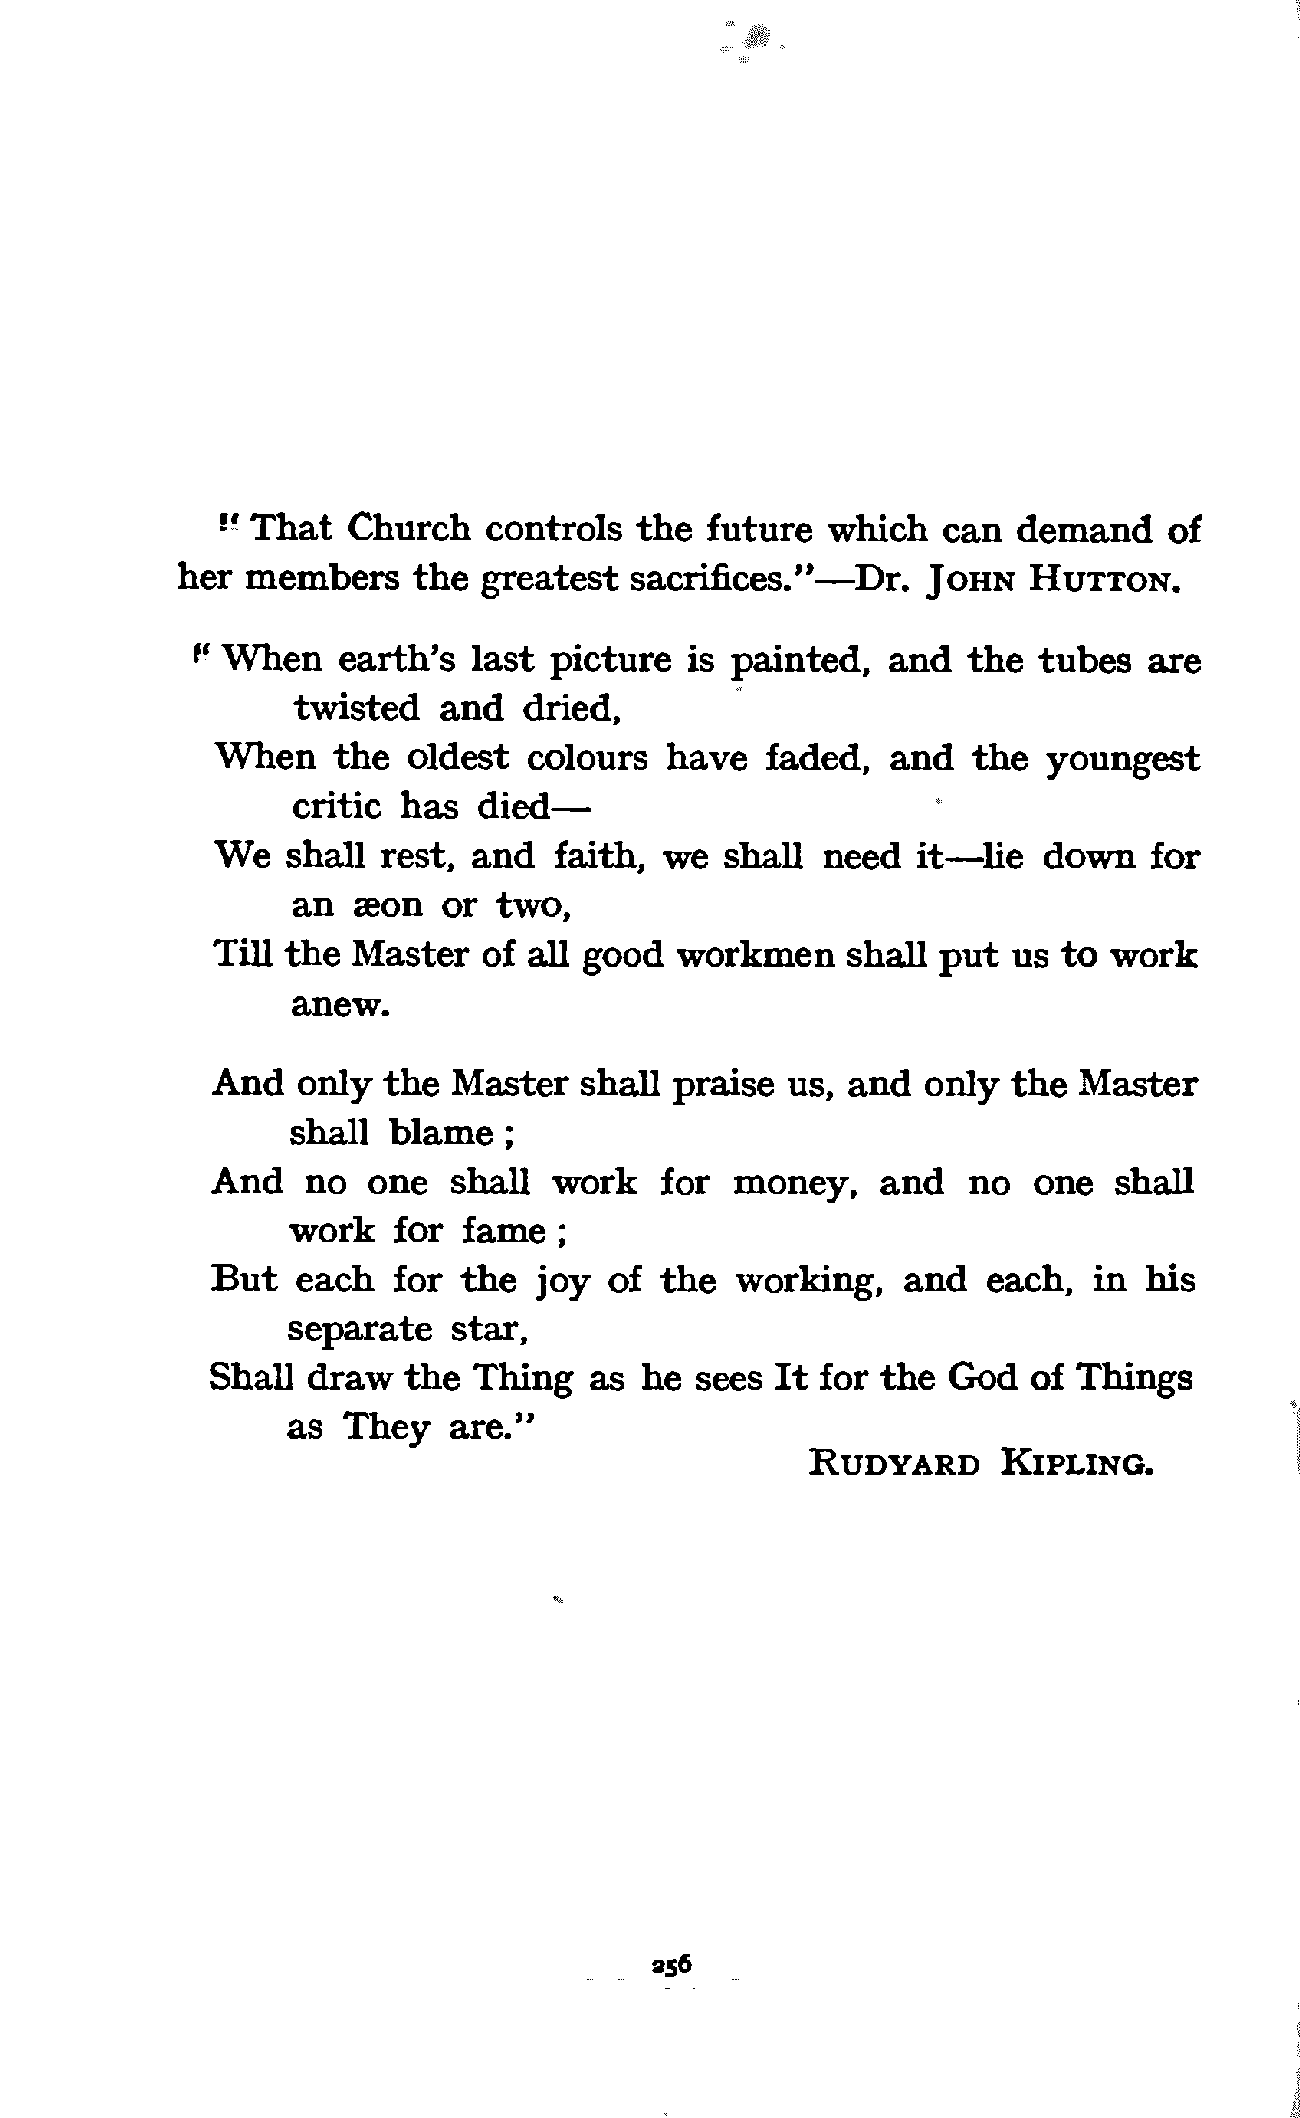 " That Church controls the future which can demand of
her members the greatest sacrifices."—Dr. JOHN HUTTON.
" When earth's last picture is painted, and the tubes are
twisted and dried,
When the oldest colours have faded, and the youngest
critic has died—
We shall rest, and faith, we shall need it—lie down for
an æon or two,
Till the Master of all good workmen shall put us to work
anew.
And only the Master shall praise us, and only the Master
shall blame ;
And no one shall work for money, and no one shall
work for fame ;
But each for the joy of the working, and each, in his
separate star,
Shall draw the Thing as he sees It for the God of Things
as They are."
RUDYARD KIPLING.
256